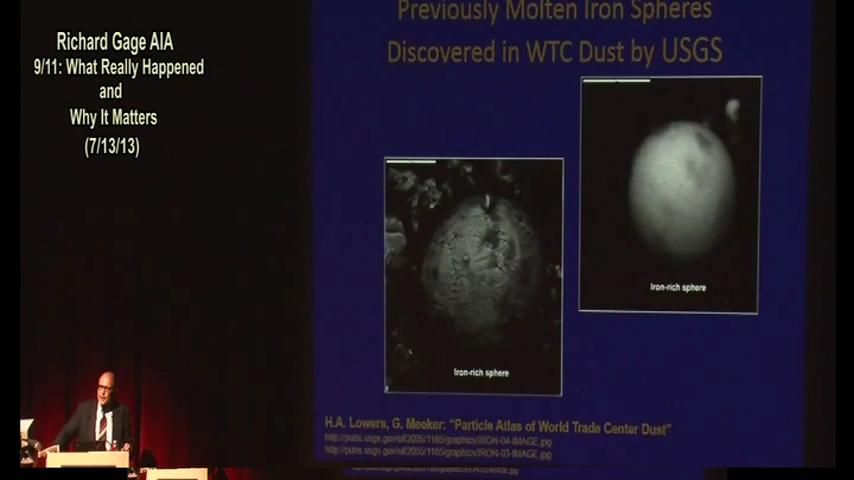 Richard Gage AIA
9/11: What Really Happened
and
Why It Matters
(7/13/13)
Previously Molten Iron Spheres
Discovered in WTC Dust by USGS
Iron-rich sphere
Iron-rich sphere
H.A. Lowers, G. Meeker: “Particle Atlas of World Trade Center Dust”
http://pubs.usgs.gov/of/2005/1165/graphics/IRON-04-IMAGE.jpg
http://pubs.usgs.gov/of/2005/1165/graphics/IRON-03-IMAGE.jpg